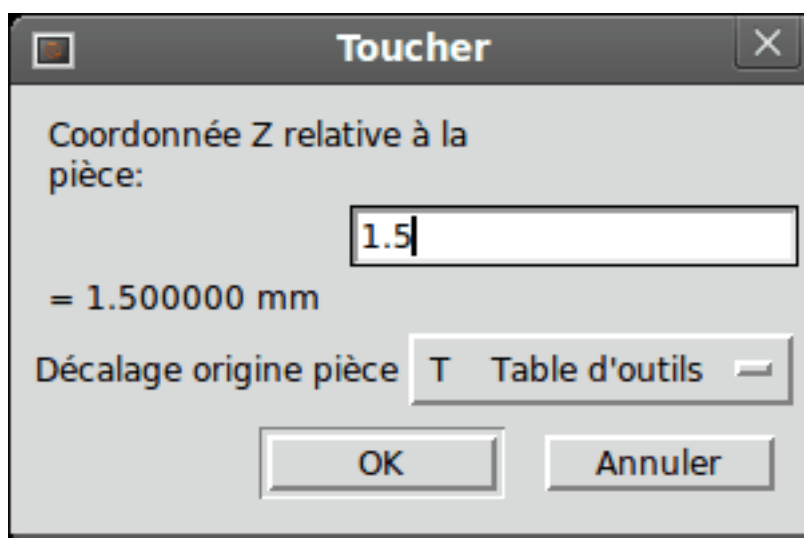 Toucher
Coordonnée Z relative à la
pièce:
1.5
= 1.500000 mm
Décalage origine pièce T Table d'outils
OK Annuler